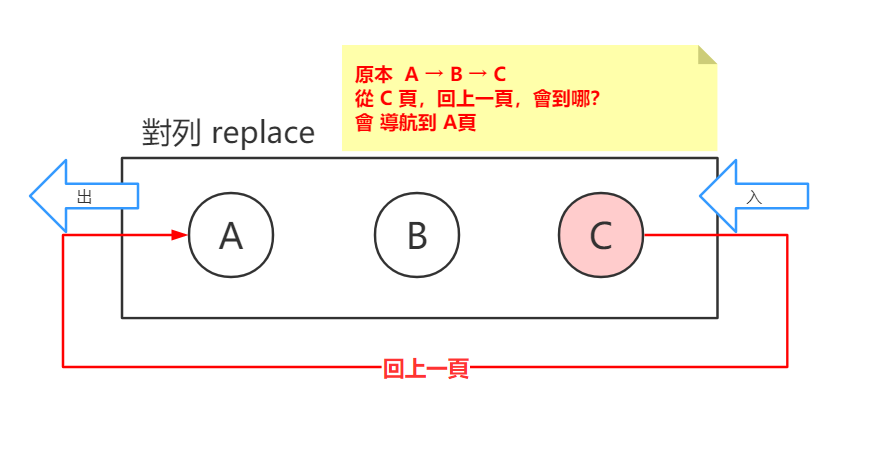 原本 A → B → C
從 C 頁，回上一頁，會到哪?
會 導航到 A頁
對列 replace
出
入
A
B
C
回上一頁